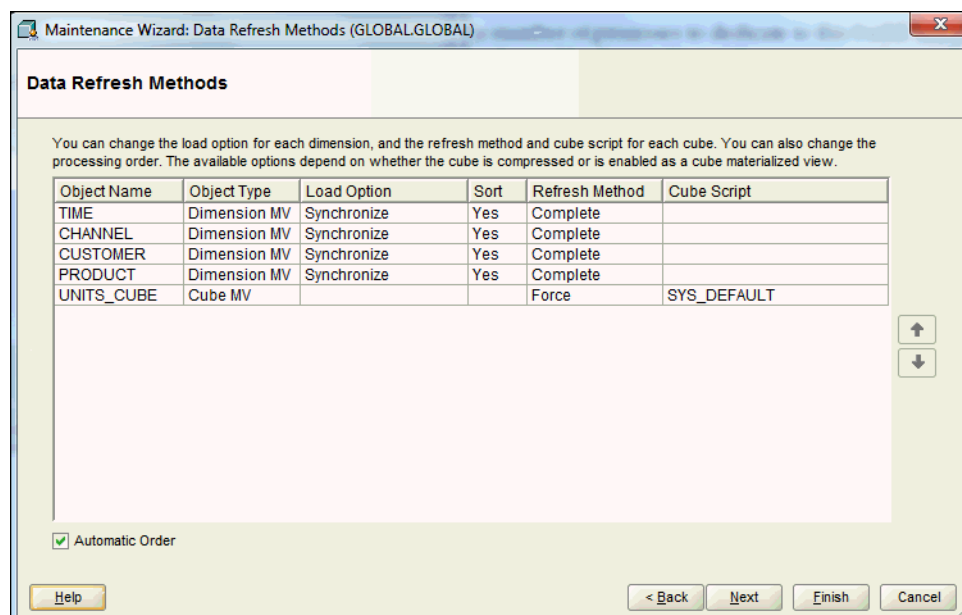 Maintenance Wizard: Data Refresh Methods (GLOBAL.GLOBAL)
Data Refresh Methods
You can change the load option for each dimension, and the refresh method and cube script for each cube. You can also change the
processing order. The available options depend on whether the cube is compressed or is enabled as a cube materialized view.
Object Name Object Type Load Option Sort Refresh Method Cube Script
TIME Dimension MV Synchronize Yes Complete
CHANNEL Dimension MV Synchronize Yes Complete
CUSTOMER Dimension MV Synchronize Yes Complete
PRODUCT Dimension MV Synchronize Yes Complete
UNITS_CUBE Cube MV Force SYS_DEFAULT
Automatic Order
Help < Back Next Finish Cancel